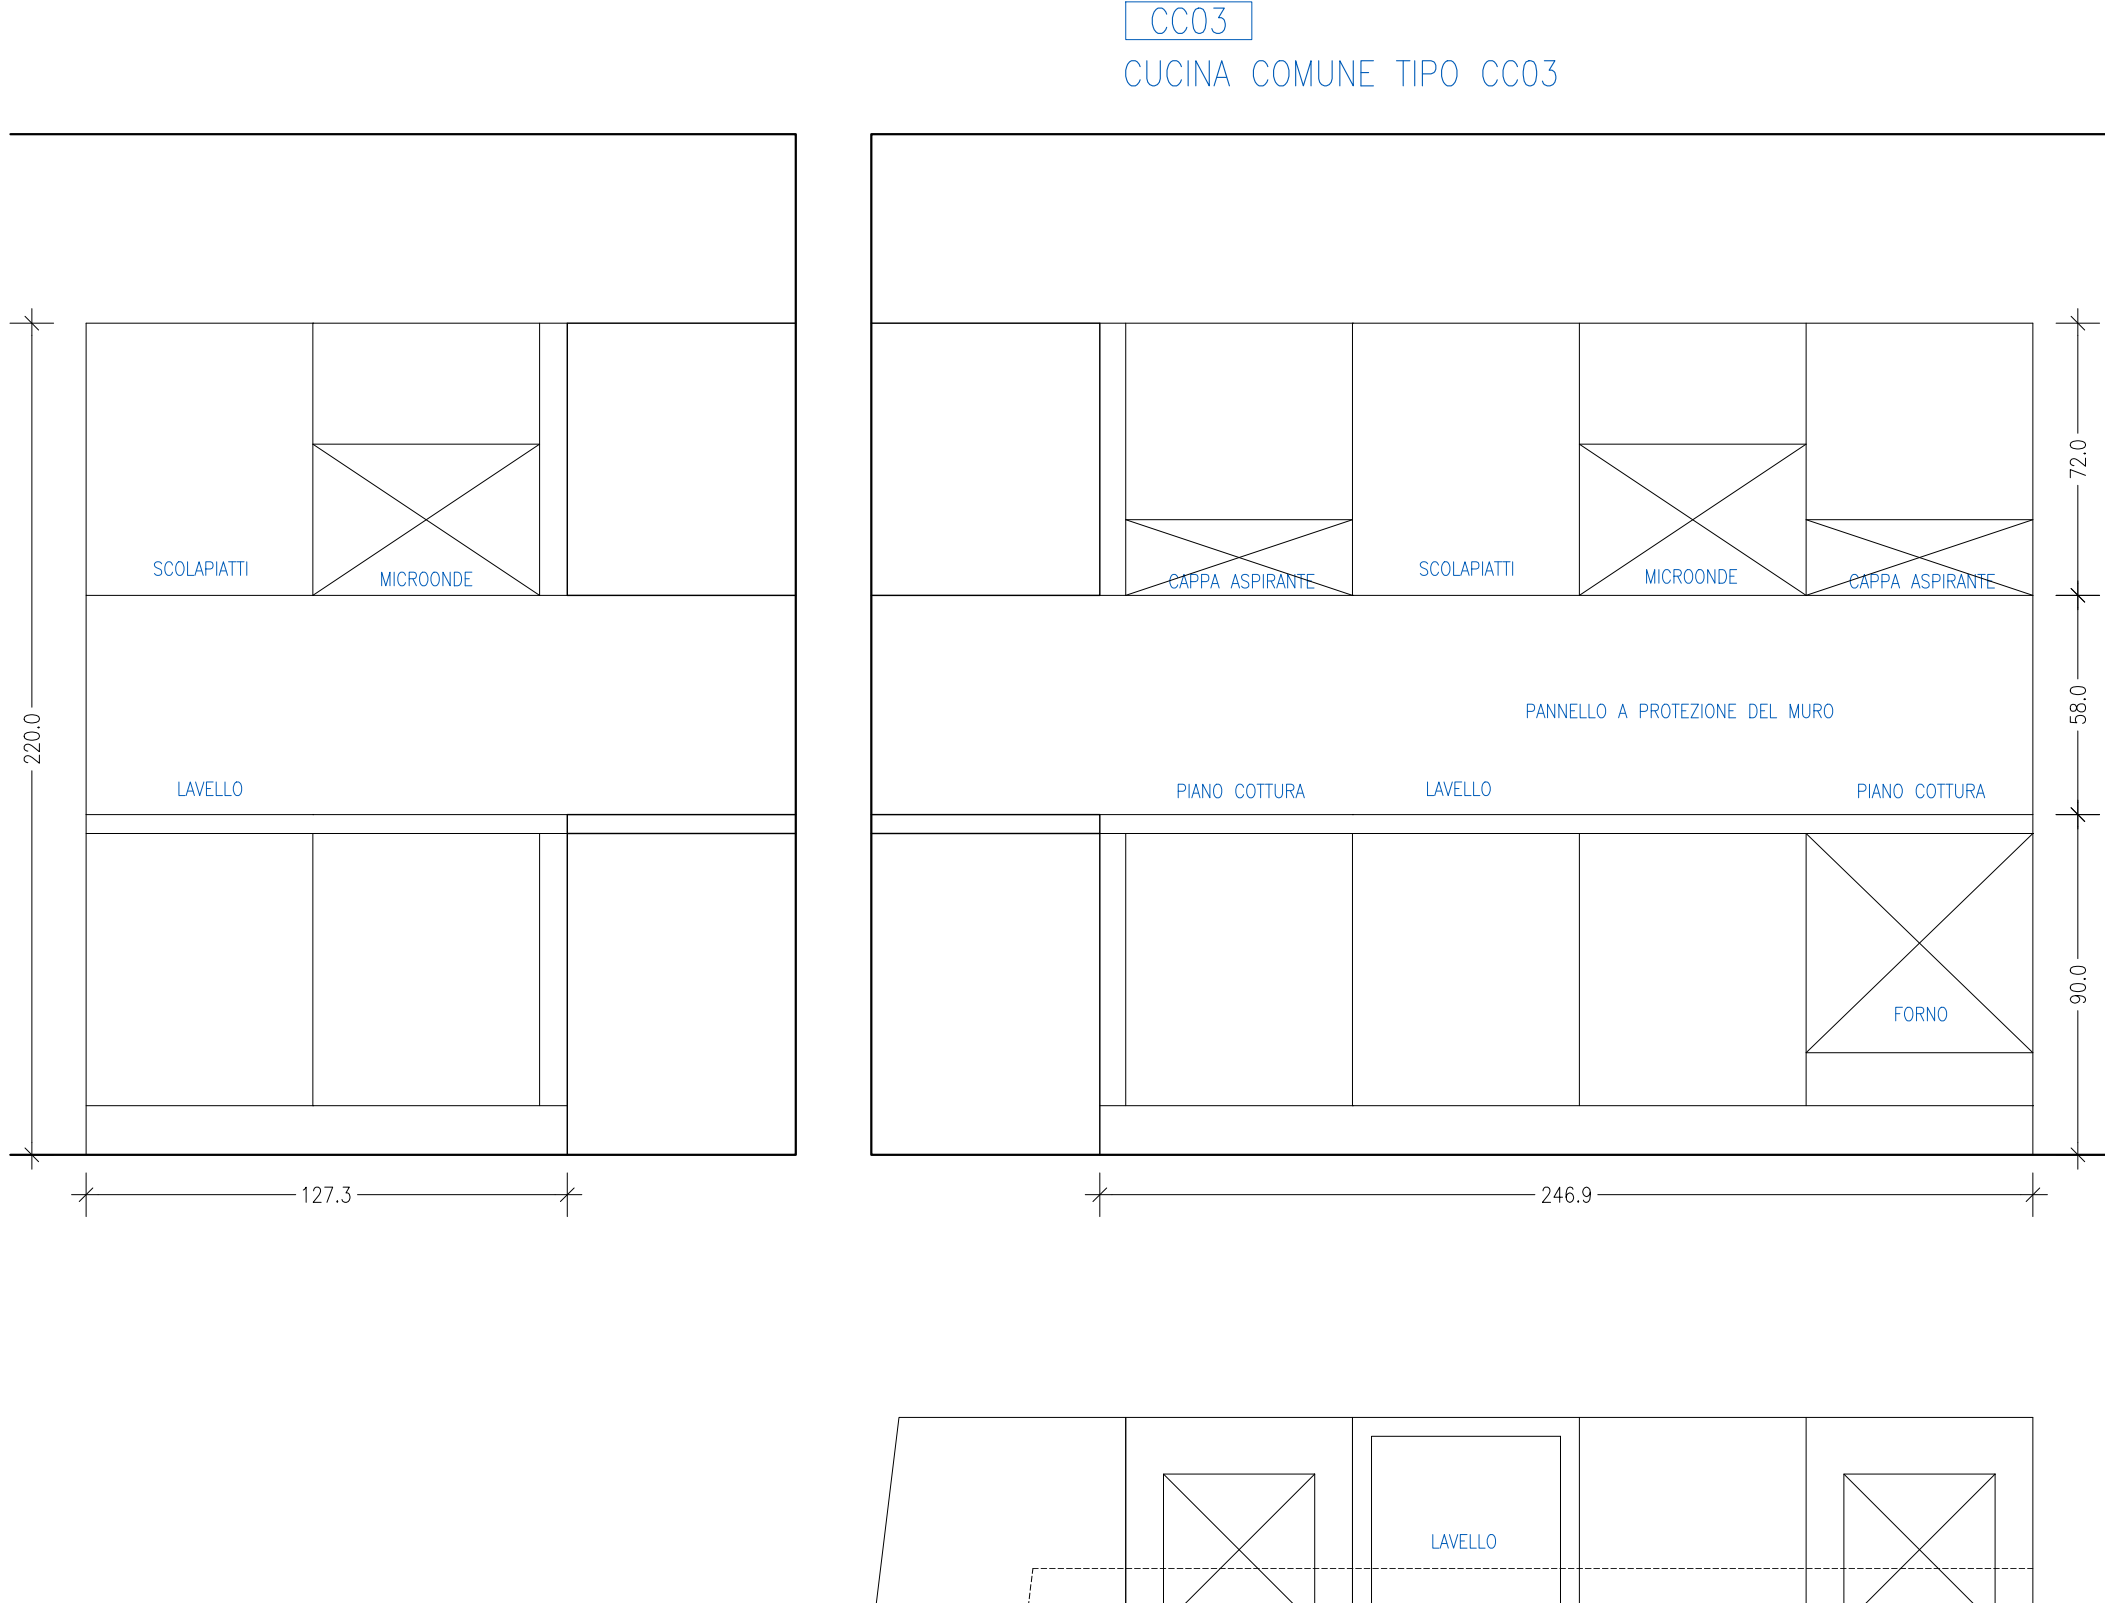 CC03
CUCINA COMUNE TIPO CC03
72.0
SCOLAPIATTI
MICROONDE
CAPPA ASPIRANTE
SCOLAPIATTI
MICROONDE
CAPPA ASPIRANTE
220.0
58.0
PANNELLO A PROTEZIONE DEL MURO
LAVELLO
PIANO COTTURA
LAVELLO
PIANO COTTURA
90.0
FORNO
127.3
246.9
LAVELLO